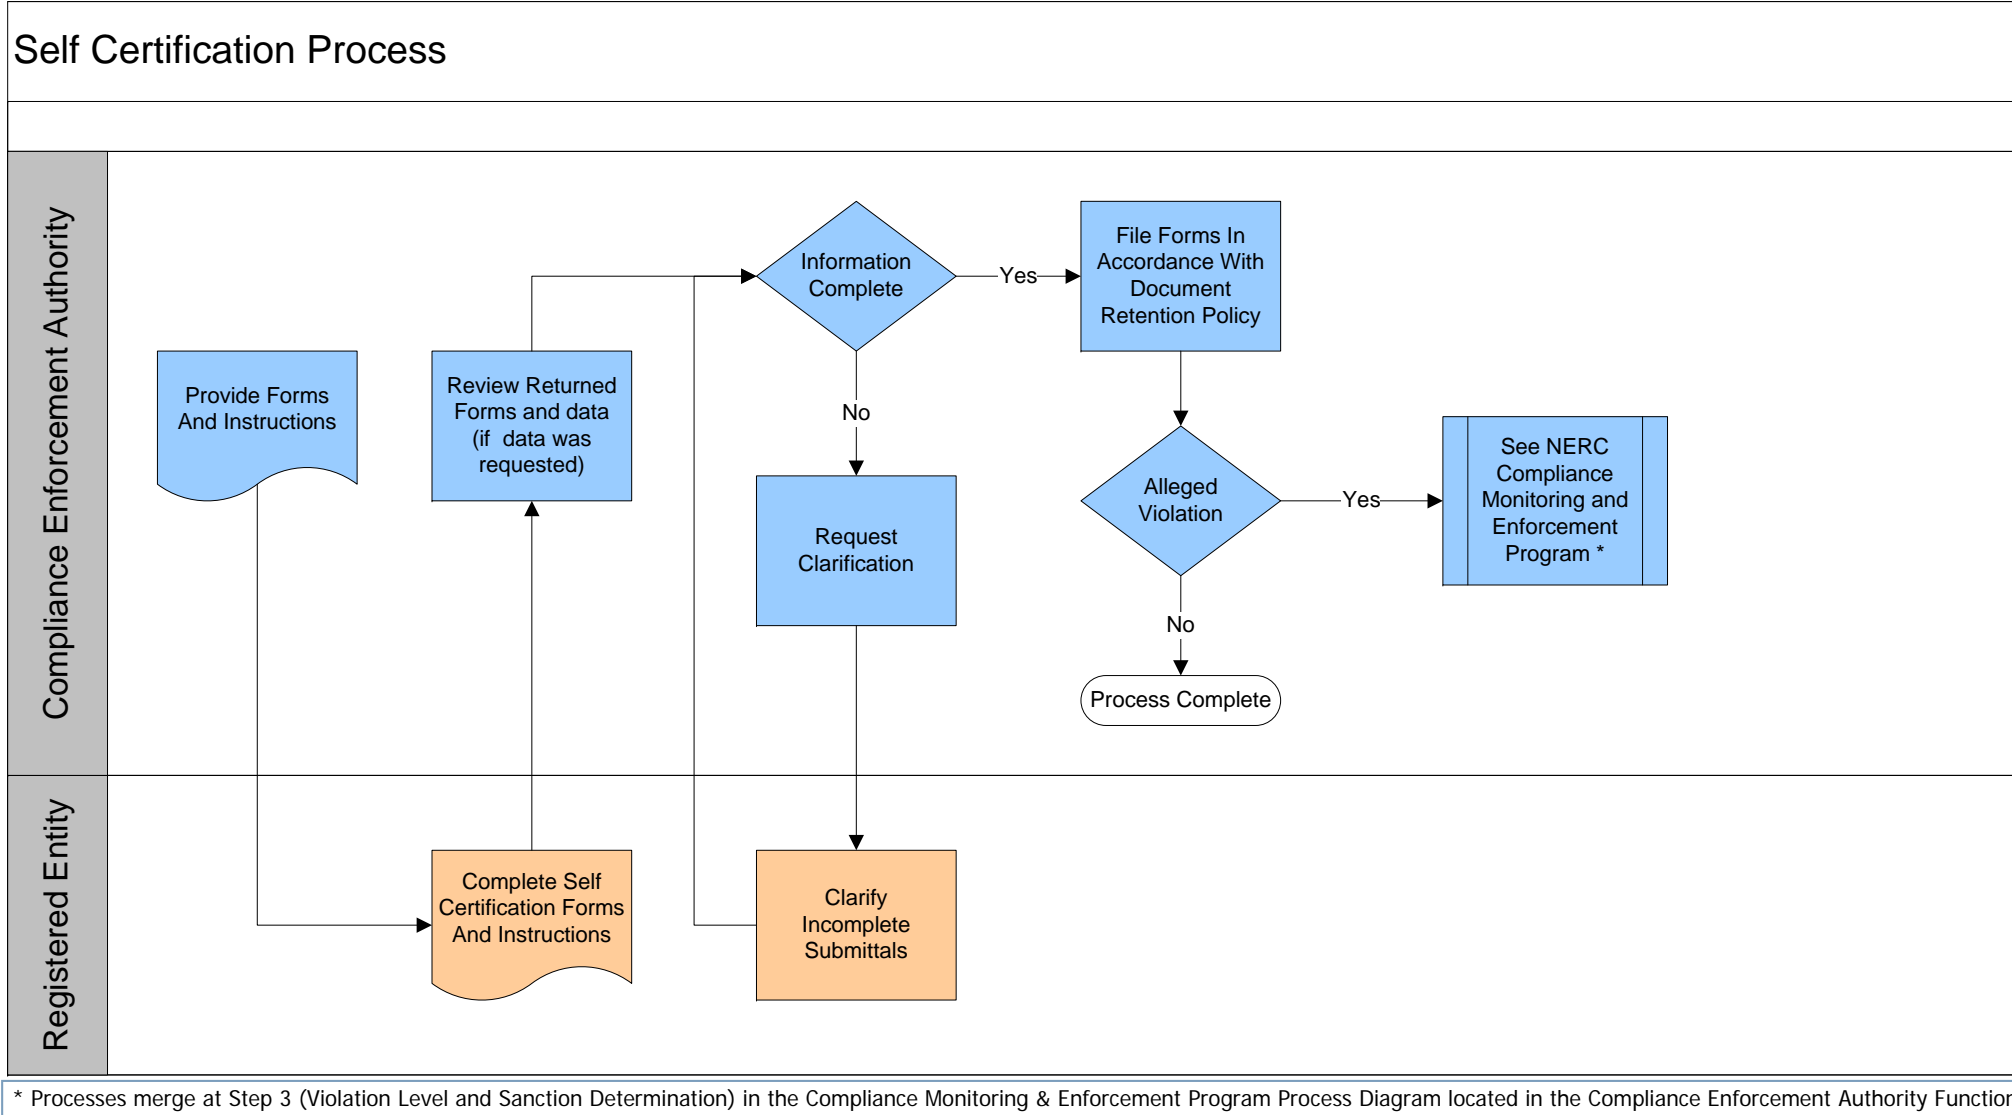 Self Certification Process
Compliance Enforcement Authority
Provide Forms
And Instructions
Review Returned
Forms and data
(if data was
requested)
Information
Complete
Yes
File Forms In
Accordance With
Document
Retention Policy
No
Request
Clarification
Alleged
Violation
Yes
See NERC
Compliance
Monitoring and
Enforcement
Program *
No
Process Complete
Registered Entity
Complete Self
Certification Forms
And Instructions
Clarify
Incomplete
Submittals
* Processes merge at Step 3 (Violation Level and Sanction Determination) in the Compliance Monitoring & Enforcement Program Process Diagram located in the Compliance Enforcement Authority Function